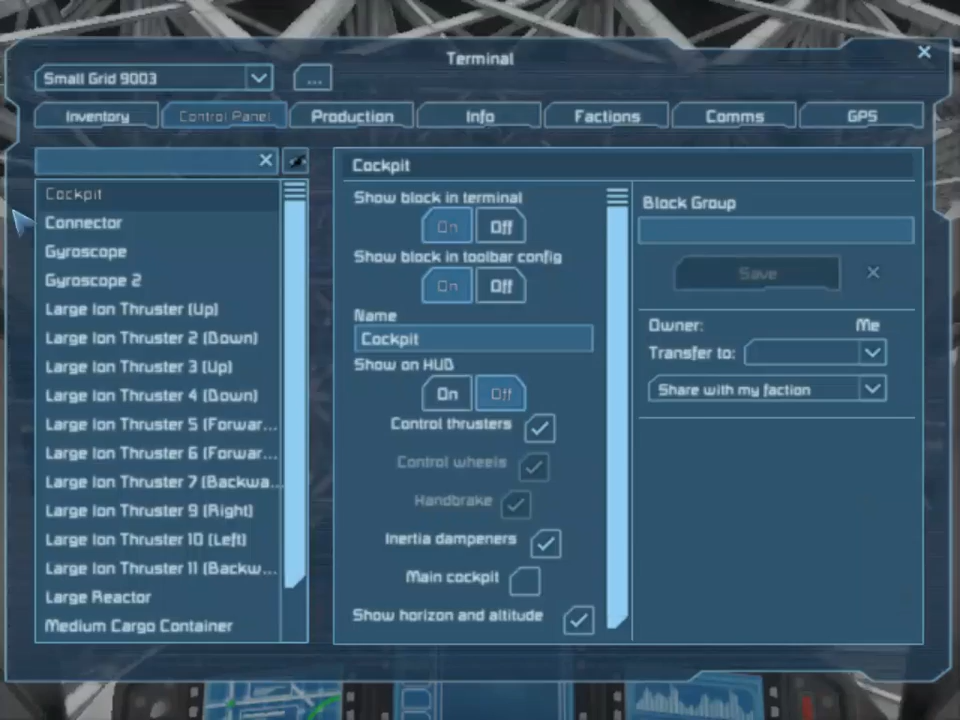 Terminal
Small Grid 9003
...
Inventory
Control Panel
Production
Info
Factions
Comms
GPS
Cockpit
Connector
Gyroscope
Gyroscope 2
Large Ion Thruster (Up)
Large Ion Thruster 2 (Down)
Large Ion Thruster 3 (Up)
Large Ion Thruster 4 (Down)
Large Ion Thruster 5 (Forwar...
Large Ion Thruster 6 (Forwar...
Large Ion Thruster 7 (Backwa...
Large Ion Thruster 9 (Right)
Large Ion Thruster 10 (Left)
Large Ion Thruster 11 (Backw...
Large Reactor
Medium Cargo Container
Cockpit
Show block in terminal
On Off
Show block in toolbar config
On Off
Name
Cockpit
Show on HUD
On Off
Control thrusters
Control wheels
Handbrake
Inertia dampeners
Main cockpit
Show horizon and altitude
Block Group
Save
Owner: Me
Transfer to:
Share with my faction